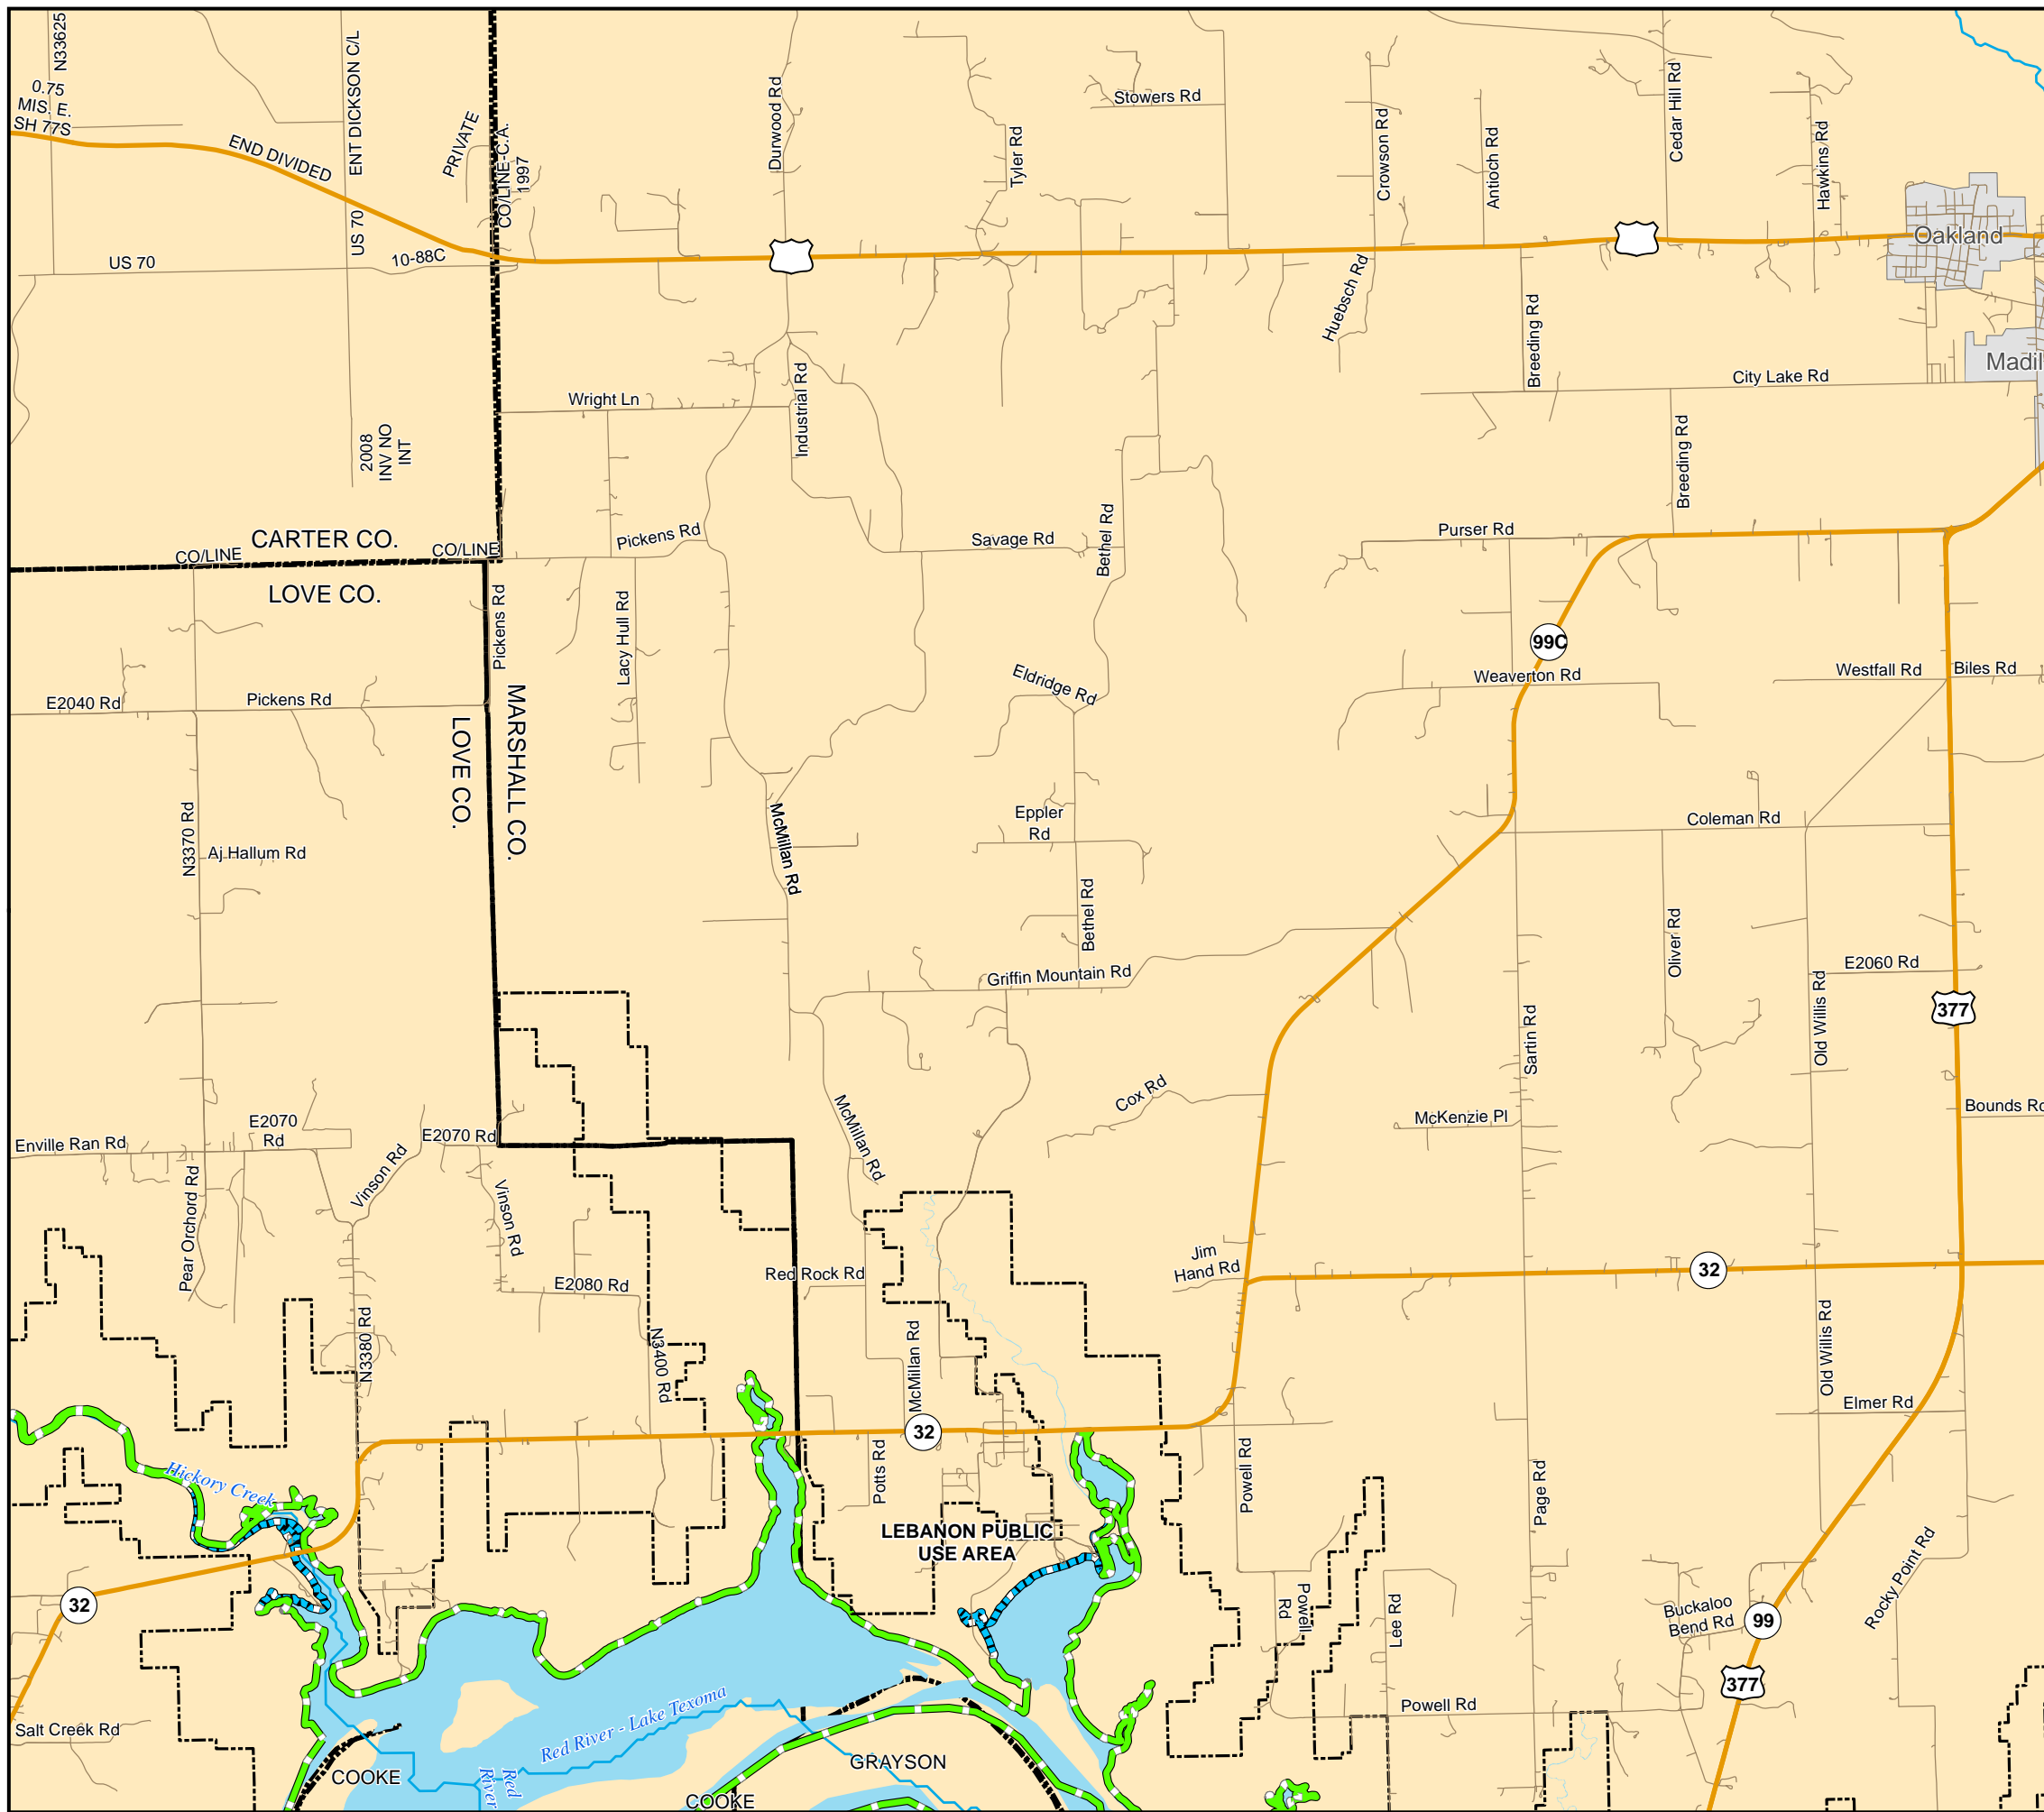 N33625
0.75
MIS. E.
SH 77S
END DIVIDED
ENT DICKSON C/L
US 70
PRIVATE
CO/LINE-C.A.
1997
US 70
10-88C
Durwood Rd
Tyler Rd
Stowers Rd
Crowson Rd
Antioch Rd
Cedar Hill Rd
Hawkins Rd
Oakland
Madil
Huebsch Rd
Breeding Rd
City Lake Rd
Wright Ln
Industrial Rd
2008
INV NO
INT
Breeding Rd
CARTER CO.
CO/LINE
CO/LINE
LOVE CO.
Pickens Rd
Savage Rd
Bethel Rd
Purser Rd
Pickens Rd
Lacy Hull Rd
99C
Weaverton Rd
Westfall Rd
Biles Rd
E2040 Rd
Pickens Rd
LOVE CO.
MARSHALL CO.
Eldridge Rd
N3370 Rd
Aj Hallum Rd
McMillan Rd
Eppler
Rd
Coleman Rd
Bethel Rd
Oliver Rd
E2060 Rd
Griffin Mountain Rd
Old Willis Rd
377
Sartin Rd
Cox Rd
McKenzie Pl
Bounds Rd
Enville Ran Rd
E2070
Rd
E2070 Rd
Vinson Rd
Vinson Rd
McMillan Rd
Pear Orchord Rd
E2080 Rd
Red Rock Rd
Jim
Hand Rd
32
N3380 Rd
N3400 Rd
McMillan Rd
Old Willis Rd
Elmer Rd
32
Hickory Creek
Potts Rd
Powell Rd
Page Rd
LEBANON PUBLIC
USE AREA
Rocky Point Rd
32
Powell
Rd
Lee Rd
Buckaloo
Bend Rd
99
377
Powell Rd
Salt Creek Rd
Red River - Lake Texoma
COOKE
Red
River
GRAYSON
COOKE